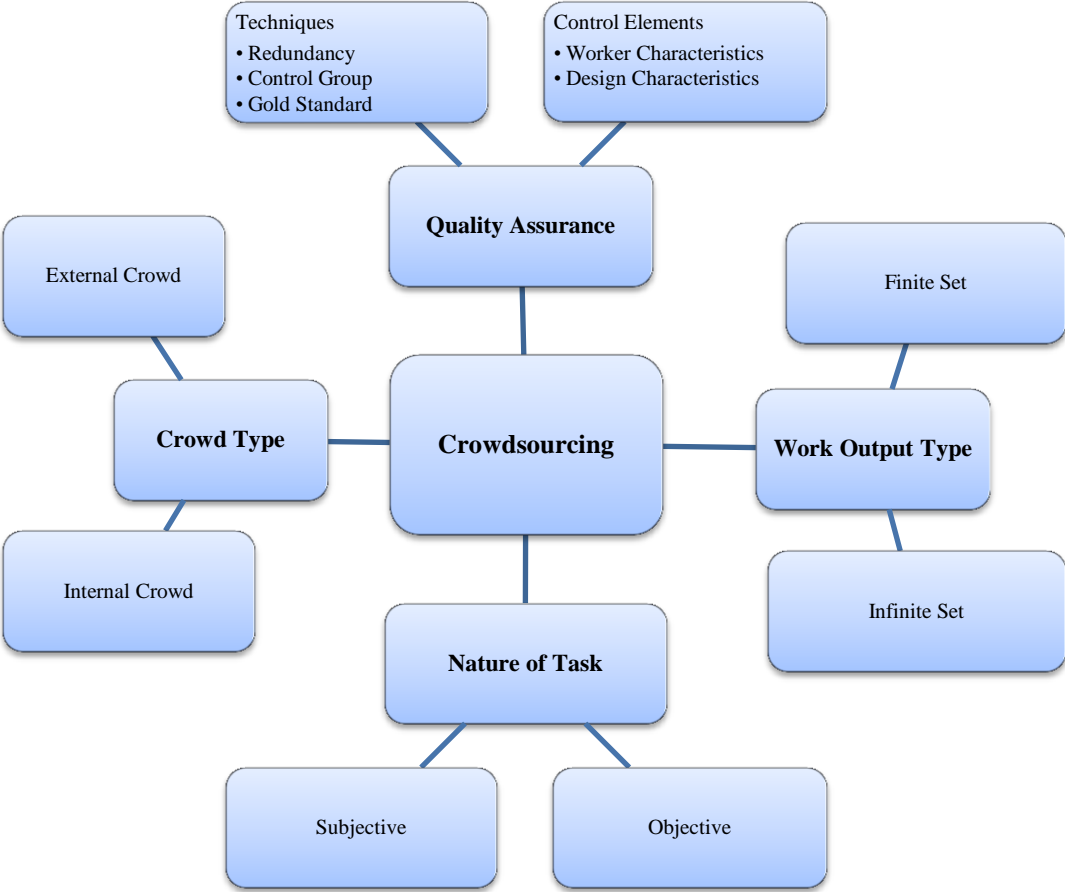 Techniques
• Redundancy
• Control Group
• Gold Standard
Control Elements
• Worker Characteristics
• Design Characteristics
Quality Assurance
External Crowd
Finite Set
Crowd Type
Crowdsourcing
Work Output Type
Internal Crowd
Infinite Set
Nature of Task
Subjective
Objective